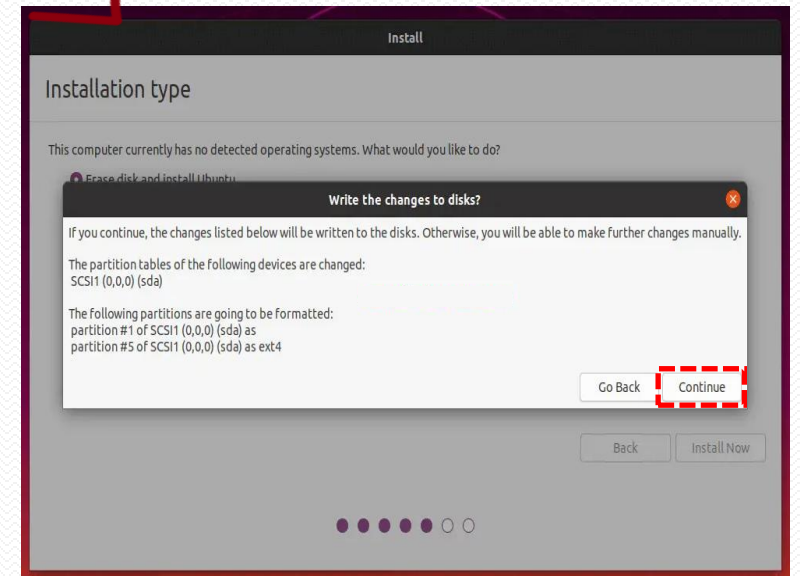 Install
Installation type
This computer currently has no detected operating systems. What would you like to do?
Erase disk and install Ubuntu
Write the changes to disks?
If you continue, the changes listed below will be written to the disks. Otherwise, you will be able to make further changes manually.
The partition tables of the following devices are changed:
SCSI1 (0,0,0) (sda)
The following partitions are going to be formatted:
partition #1 of SCSI1 (0,0,0) (sda) as
partition #5 of SCSI1 (0,0,0) (sda) as ext4
Go Back Continue
Back Install Now